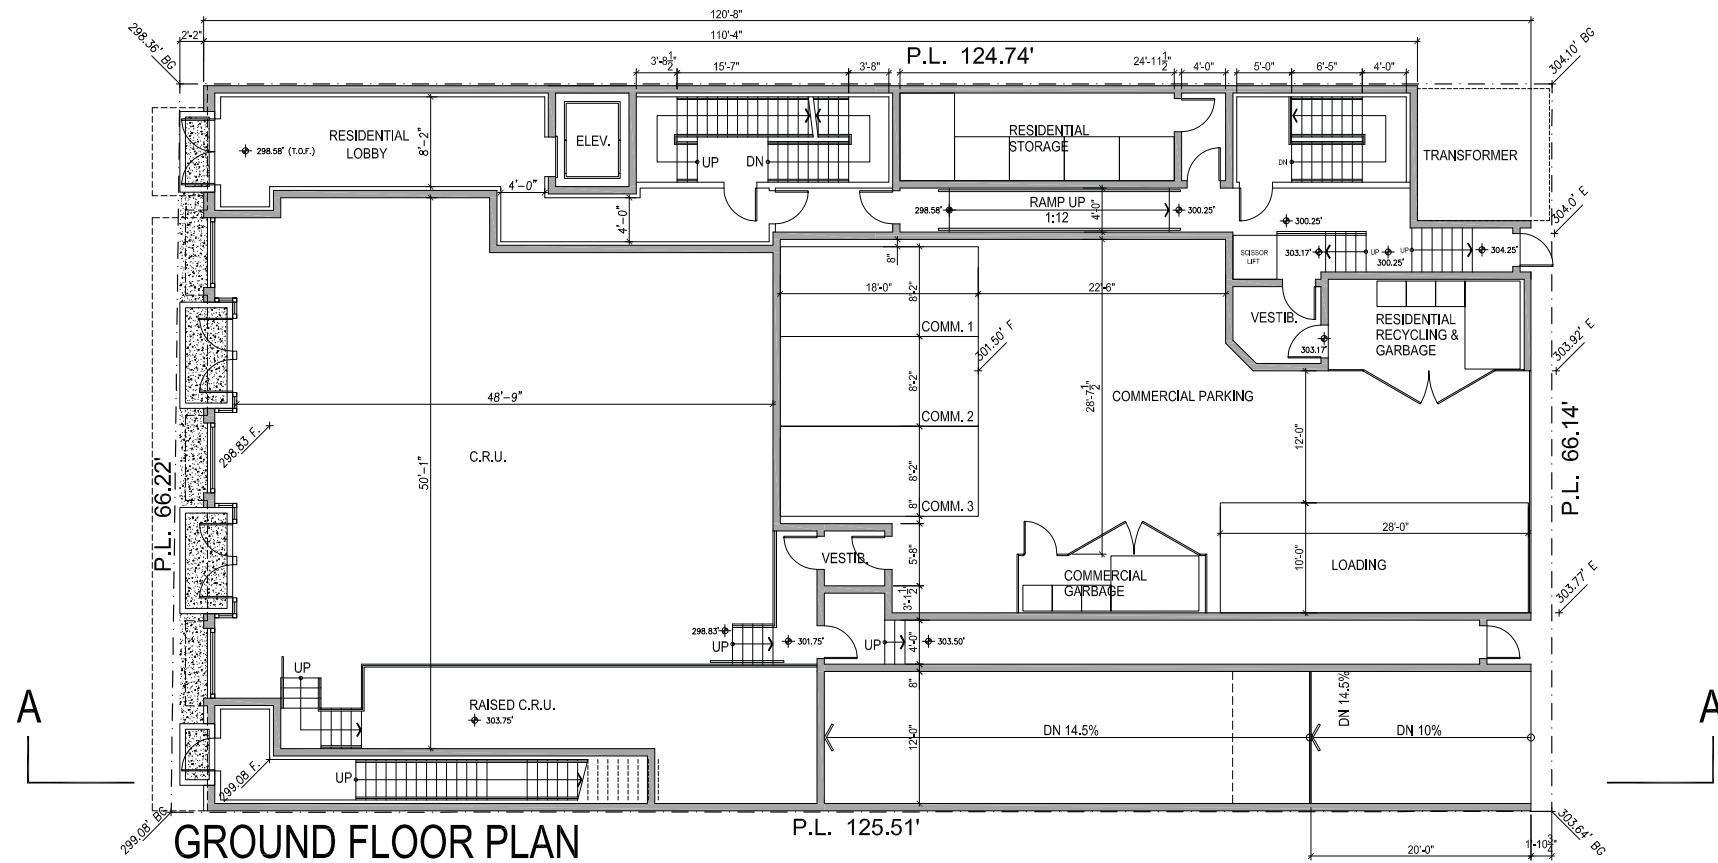 120'-8"
298.36' BG
2'-2"
110'-4"
P.L. 124.74'
304.10' BG
3'-8½"
15'-7"
3'-8"
24'-11½"
4'-0"
5'-0"
6'-5"
4'-0"
RESIDENTIAL
LOBBY
298.58' (T.O.F.)
8'-2"
ELEV.
UP
DN
RESIDENTIAL
STORAGE
DN
TRANSFORMER
4'-0"
4'-0"
298.58'
RAMP UP
1:12
4'-0"
300.25'
300.25'
304.0' E
SCISSOR
LIFT
303.17'
UP
300.25'
UP
304.25'
8"
18'-0"
8'-2"
22'-6"
COMM. 1
301.50' F
VESTIB.
303.17'
RESIDENTIAL
RECYCLING &
GARBAGE
303.92' E
48'-9"
8'-2"
28'-7½"
COMMERCIAL PARKING
COMM. 2
12'-0"
P.L. 66.14'
298.83 F.
C.R.U.
50'-1"
8'-2"
P.L. 66.22'
8"
COMM. 3
28'-0"
VESTIB.
5'-8"
COMMERCIAL
GARBAGE
10'-0"
LOADING
303.77' E
3'-1½"
298.83'
UP
301.75'
UP
303.50'
4'-0"
UP
8"
RAISED C.R.U.
303.75'
DN 14.5%
DN 14.5%
DN 10%
12'-0"
A
A
299.08 F.
UP
299.08' BG
GROUND FLOOR PLAN
P.L. 125.51'
303.64' BG
20'-0"
1'-10½"